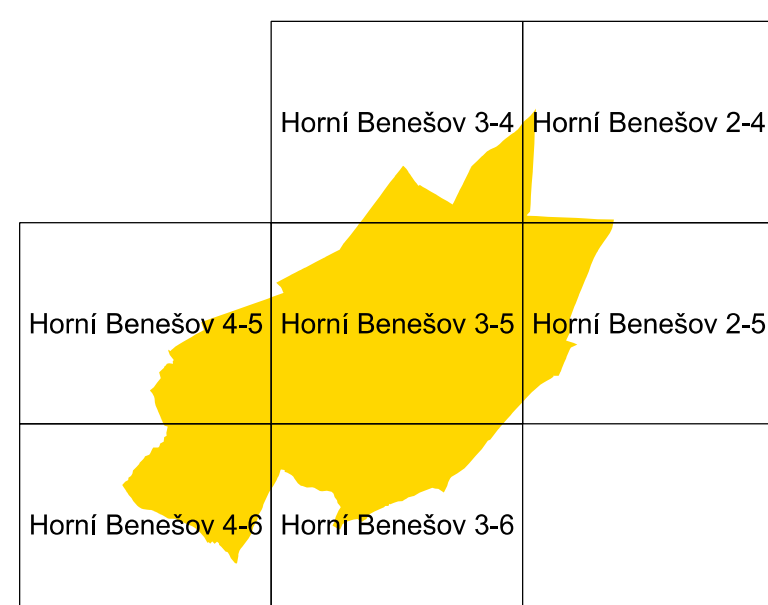 Horní Benešov 3-4
Horní Benešov 2-4
Horní Benešov 4-5
Horní Benešov 3-5
Horní Benešov 2-5
Horní Benešov 4-6
Horní Benešov 3-6